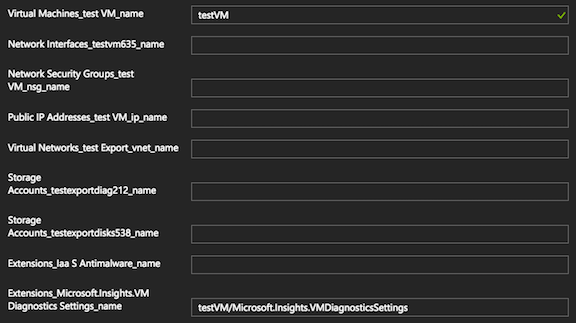 Virtual Machines_test VM_name
testVM
Network Interfaces_testvm635_name
Network Security Groups_test
VM_nsg_name
Public IP Addresses_test VM_ip_name
Virtual Networks_test Export_vnet_name
Storage
Accounts_testexportdiag212_name
Storage
Accounts_testexportdisks538_name
Extensions_Iaa S Antimalware_name
Extensions_Microsoft.Insights.VM
Diagnostics Settings_name
testVM/Microsoft.Insights.VMDiagnosticsSettings